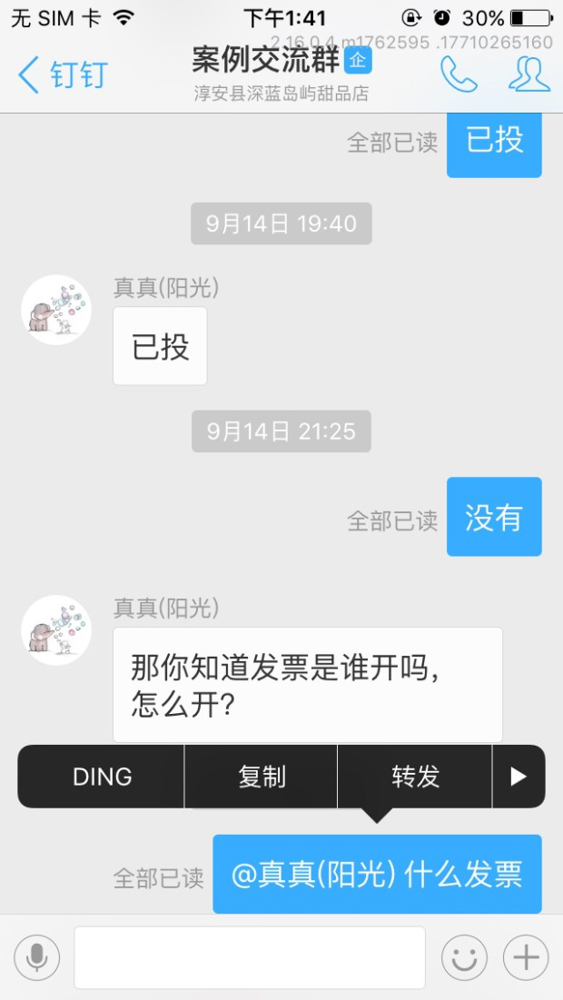 无 SIM 卡 下午1:41 30%
2.16.0.4.m1762595 .17710265160
钉钉 案例交流群 企
淳安县深蓝岛屿甜品店
全部已读 已投
9月14日 19:40
真真(阳光)
已投
9月14日 21:25
全部已读 没有
真真(阳光)
那你知道发票是谁开吗,
怎么开?
DING 复制 转发
全部已读 @真真(阳光) 什么发票